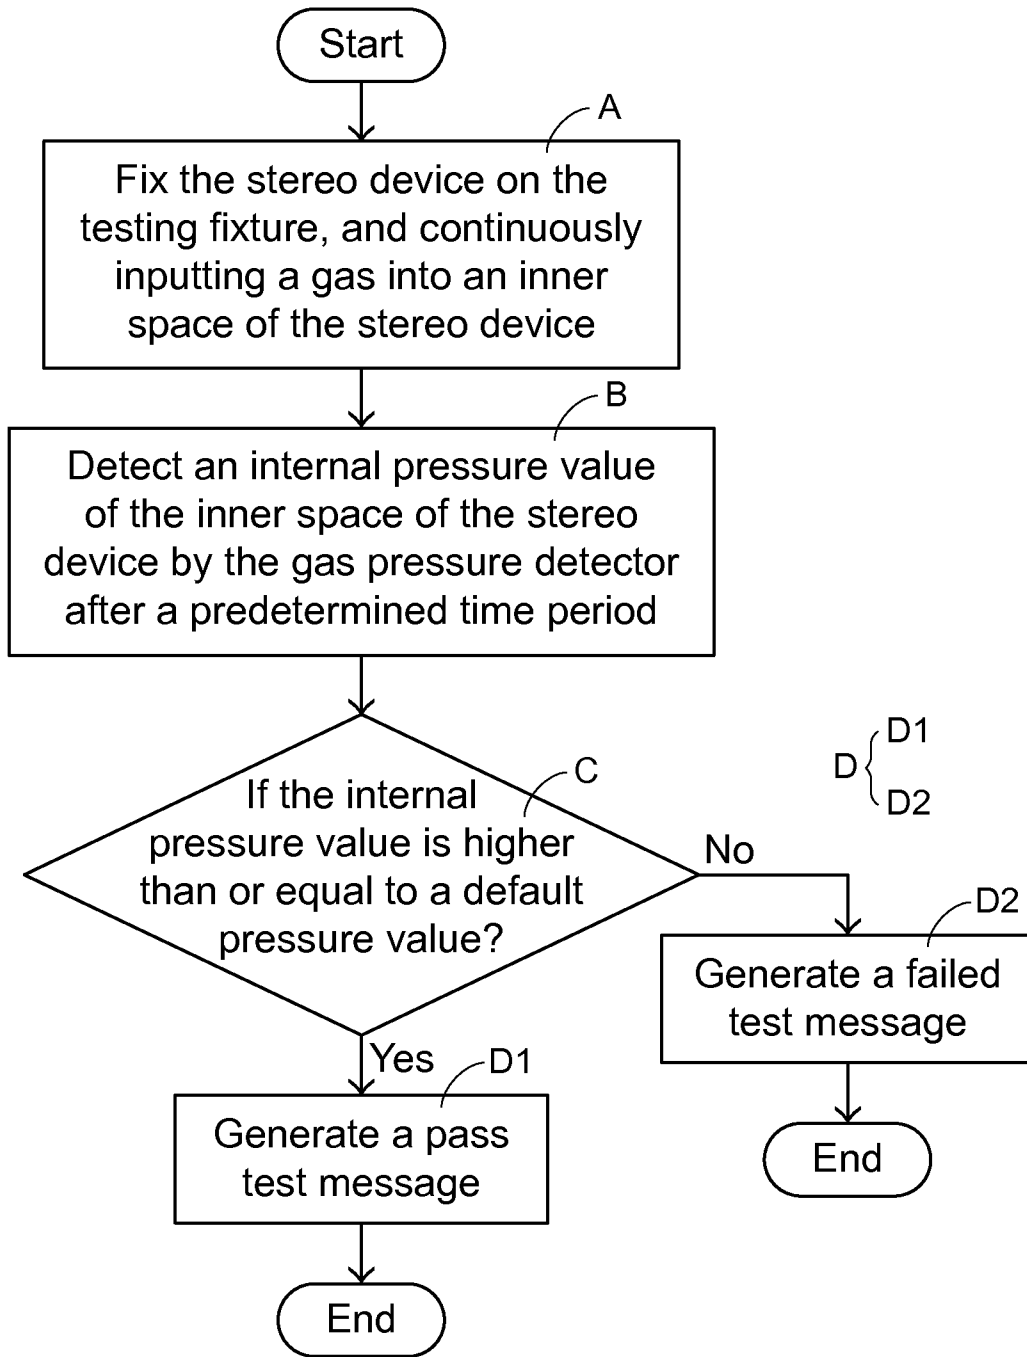 Start
A
Fix the stereo device on the
testing fixture, and continuously
inputting a gas into an inner
space of the stereo device
B
Detect an internal pressure value
of the inner space of the stereo
device by the gas pressure detector
after a predetermined time period
D1
D
D2
C
If the internal
pressure value is higher
than or equal to a default
pressure value?
No
D2
Generate a failed
test message
End
Yes
D1
Generate a pass
test message
End